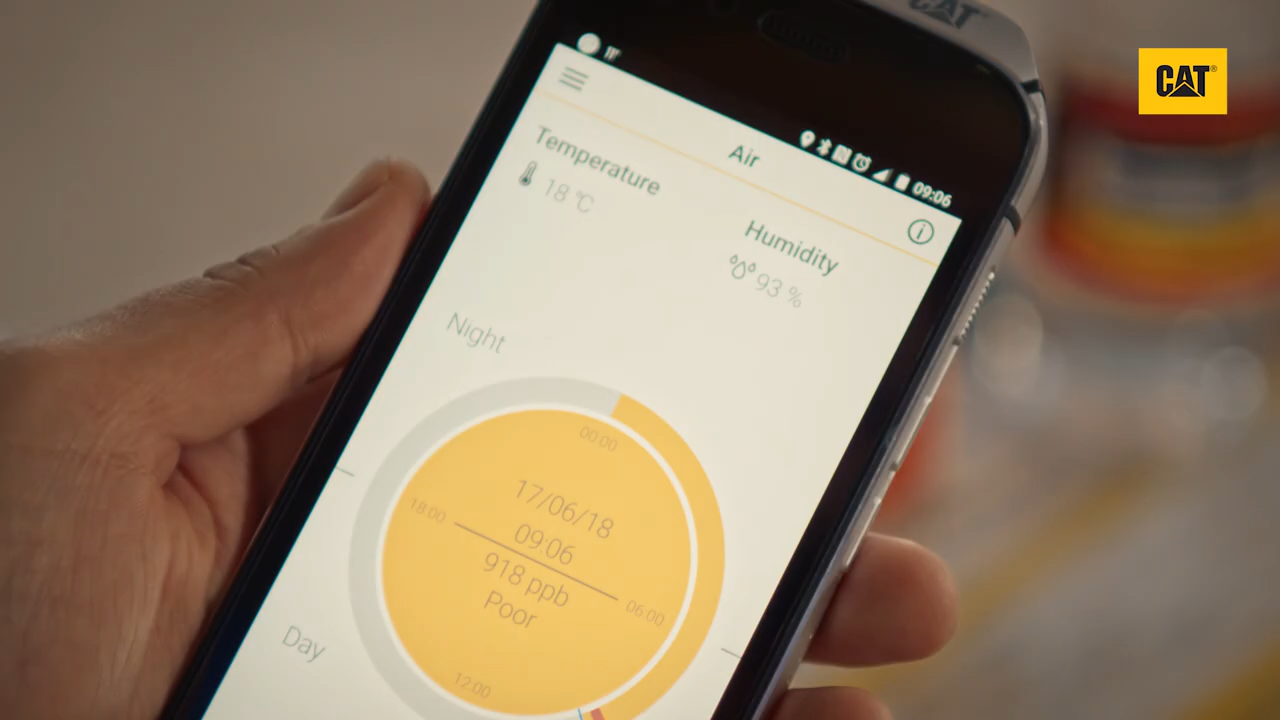 CAT
CAT®
09:06
Air
Temperature
18 °C
Humidity
93 %
Night
00:00
17/06/18
18:00
09:06
918 ppb
06:00
Poor
Day
12:00